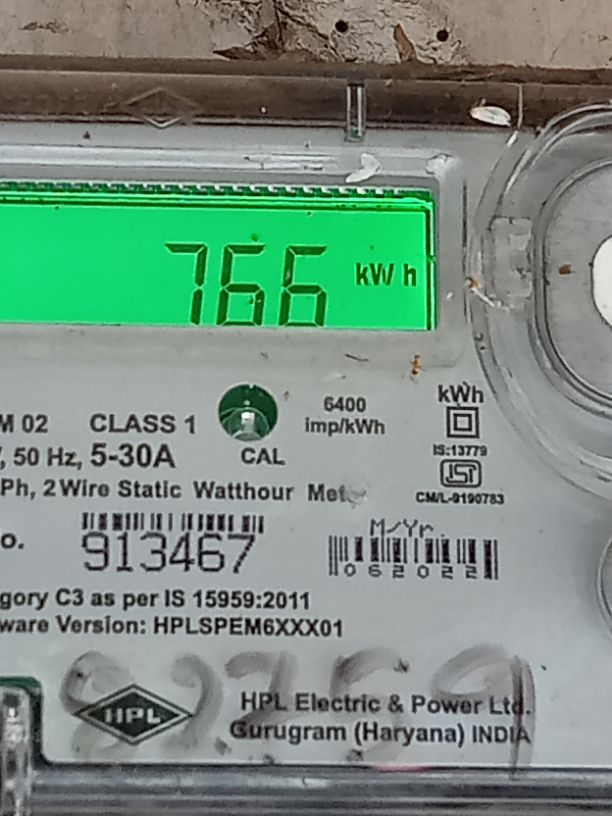 766 kW h
M 02 CLASS 1
6400
imp/kWh
kWh
, 50 Hz, 5-30A
CAL
IS:13779
Ph, 2 Wire Static Watthour
CM/L-9190783
o.
913467
M/Yr.
062022
gory C3 as per IS 15959:2011
ware Version: HPLSPEM6XXX01
HPL
HPL Electric & Power Ltd.
Gurugram (Haryana) INDIA